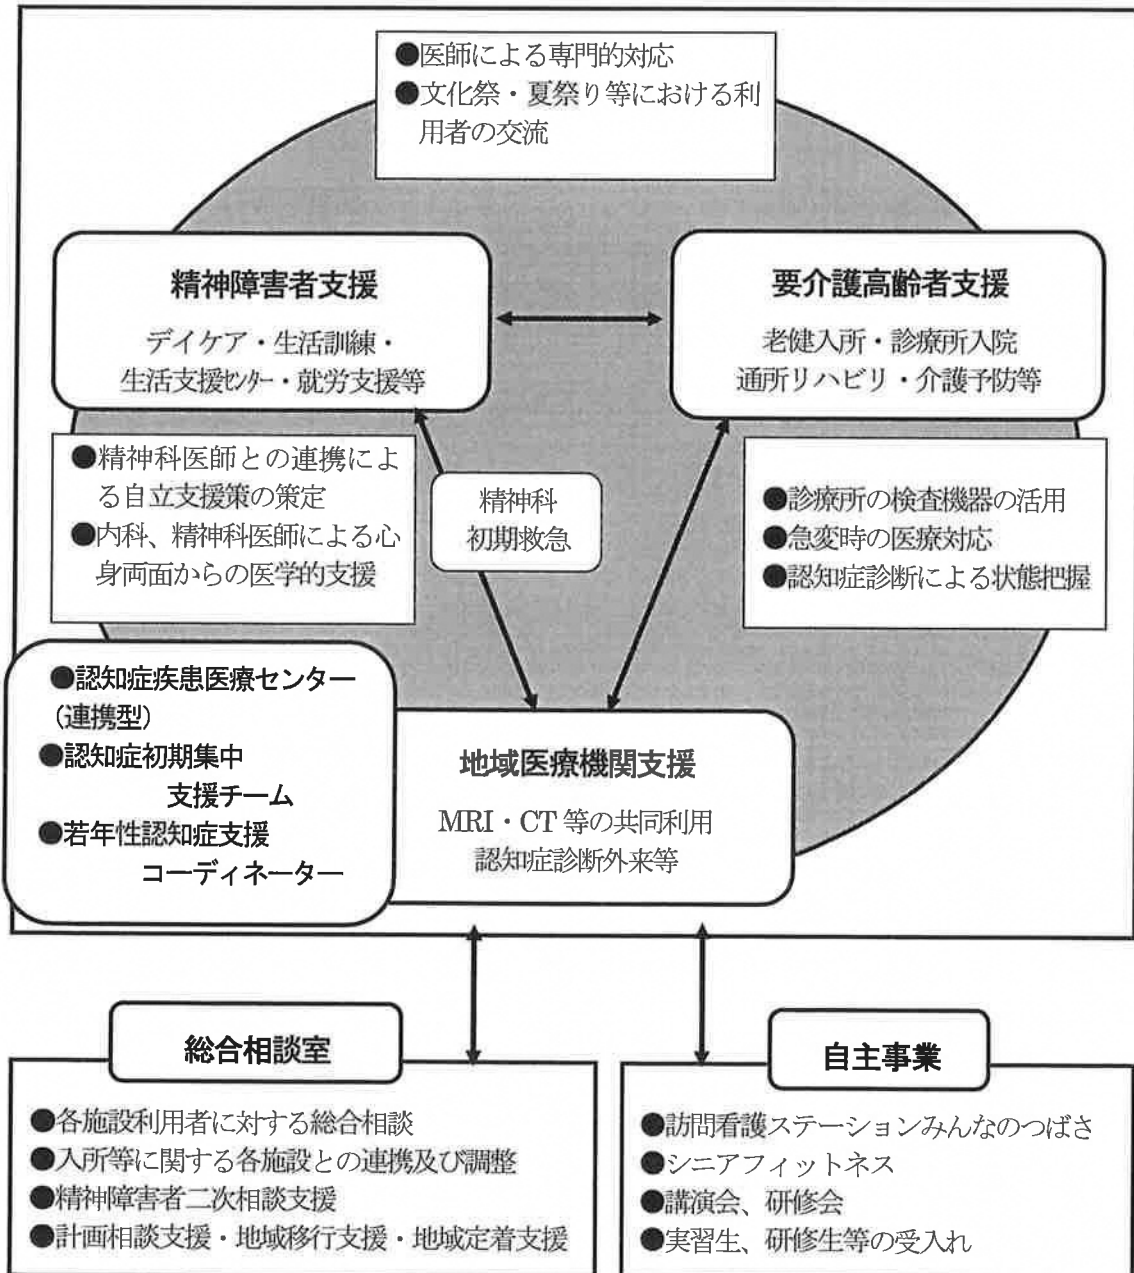 ●医師による専門的対応
●文化祭・夏祭り等における利
用者の交流
精神障害者支援
デイケア・生活訓練・
生活支援ｾﾝﾀｰ・就労支援等
要介護高齢者支援
老健入所・診療所入院
通所リハビリ・介護予防等
●精神科医師との連携によ
る自立支援策の策定
●内科、精神科医師による心
身両面からの医学的支援
精神科
初期救急
●診療所の検査機器の活用
●急変時の医療対応
●認知症診断による状態把握
●認知症疾患医療センター
(連携型)
●認知症初期集中
支援チーム
●若年性認知症支援
コーディネーター
地域医療機関支援
MRI・CT 等の共同利用
認知症診断外来等
総合相談室
●各施設利用者に対する総合相談
●入所等に関する各施設との連携及び調整
●精神障害者二次相談支援
●計画相談支援・地域移行支援・地域定着支援
自主事業
●訪問看護ステーションみんなのつばさ
●シニアフィットネス
●講演会、研修会
●実習生、研修生等の受入れ